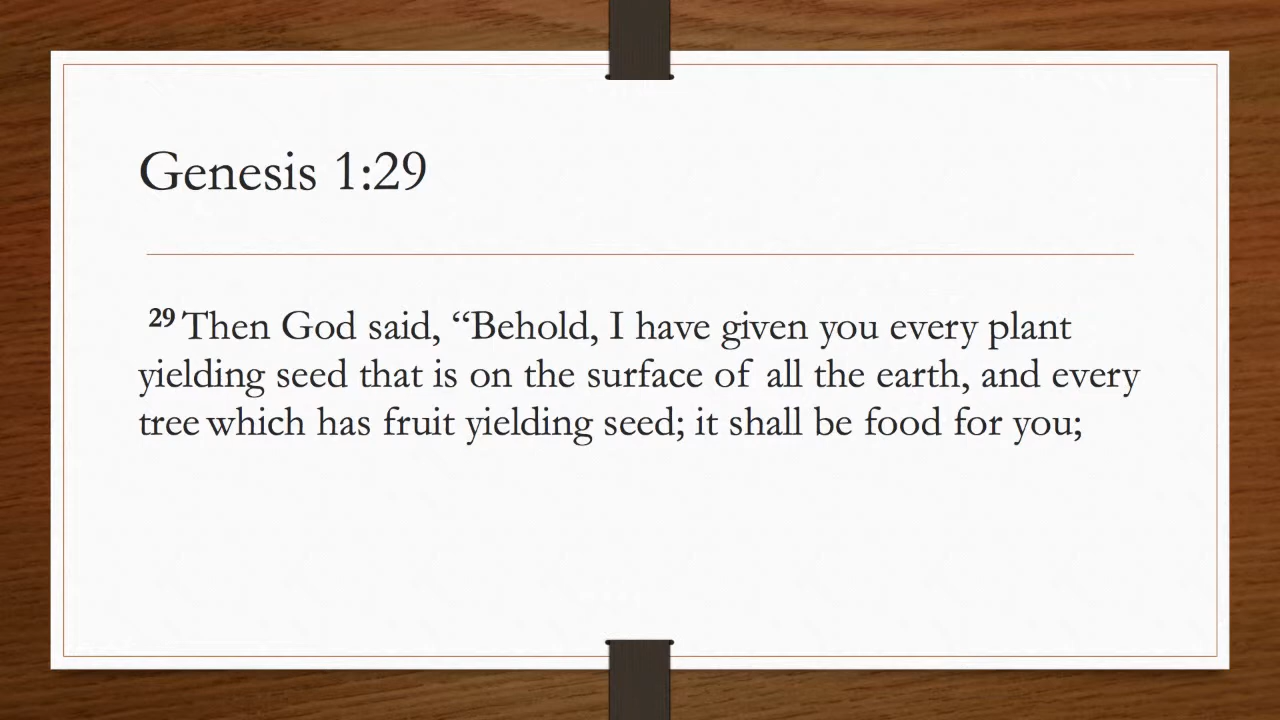 Genesis 1:29
29 Then God said, “Behold, I have given you every plant
yielding seed that is on the surface of all the earth, and every
tree which has fruit yielding seed; it shall be food for you;